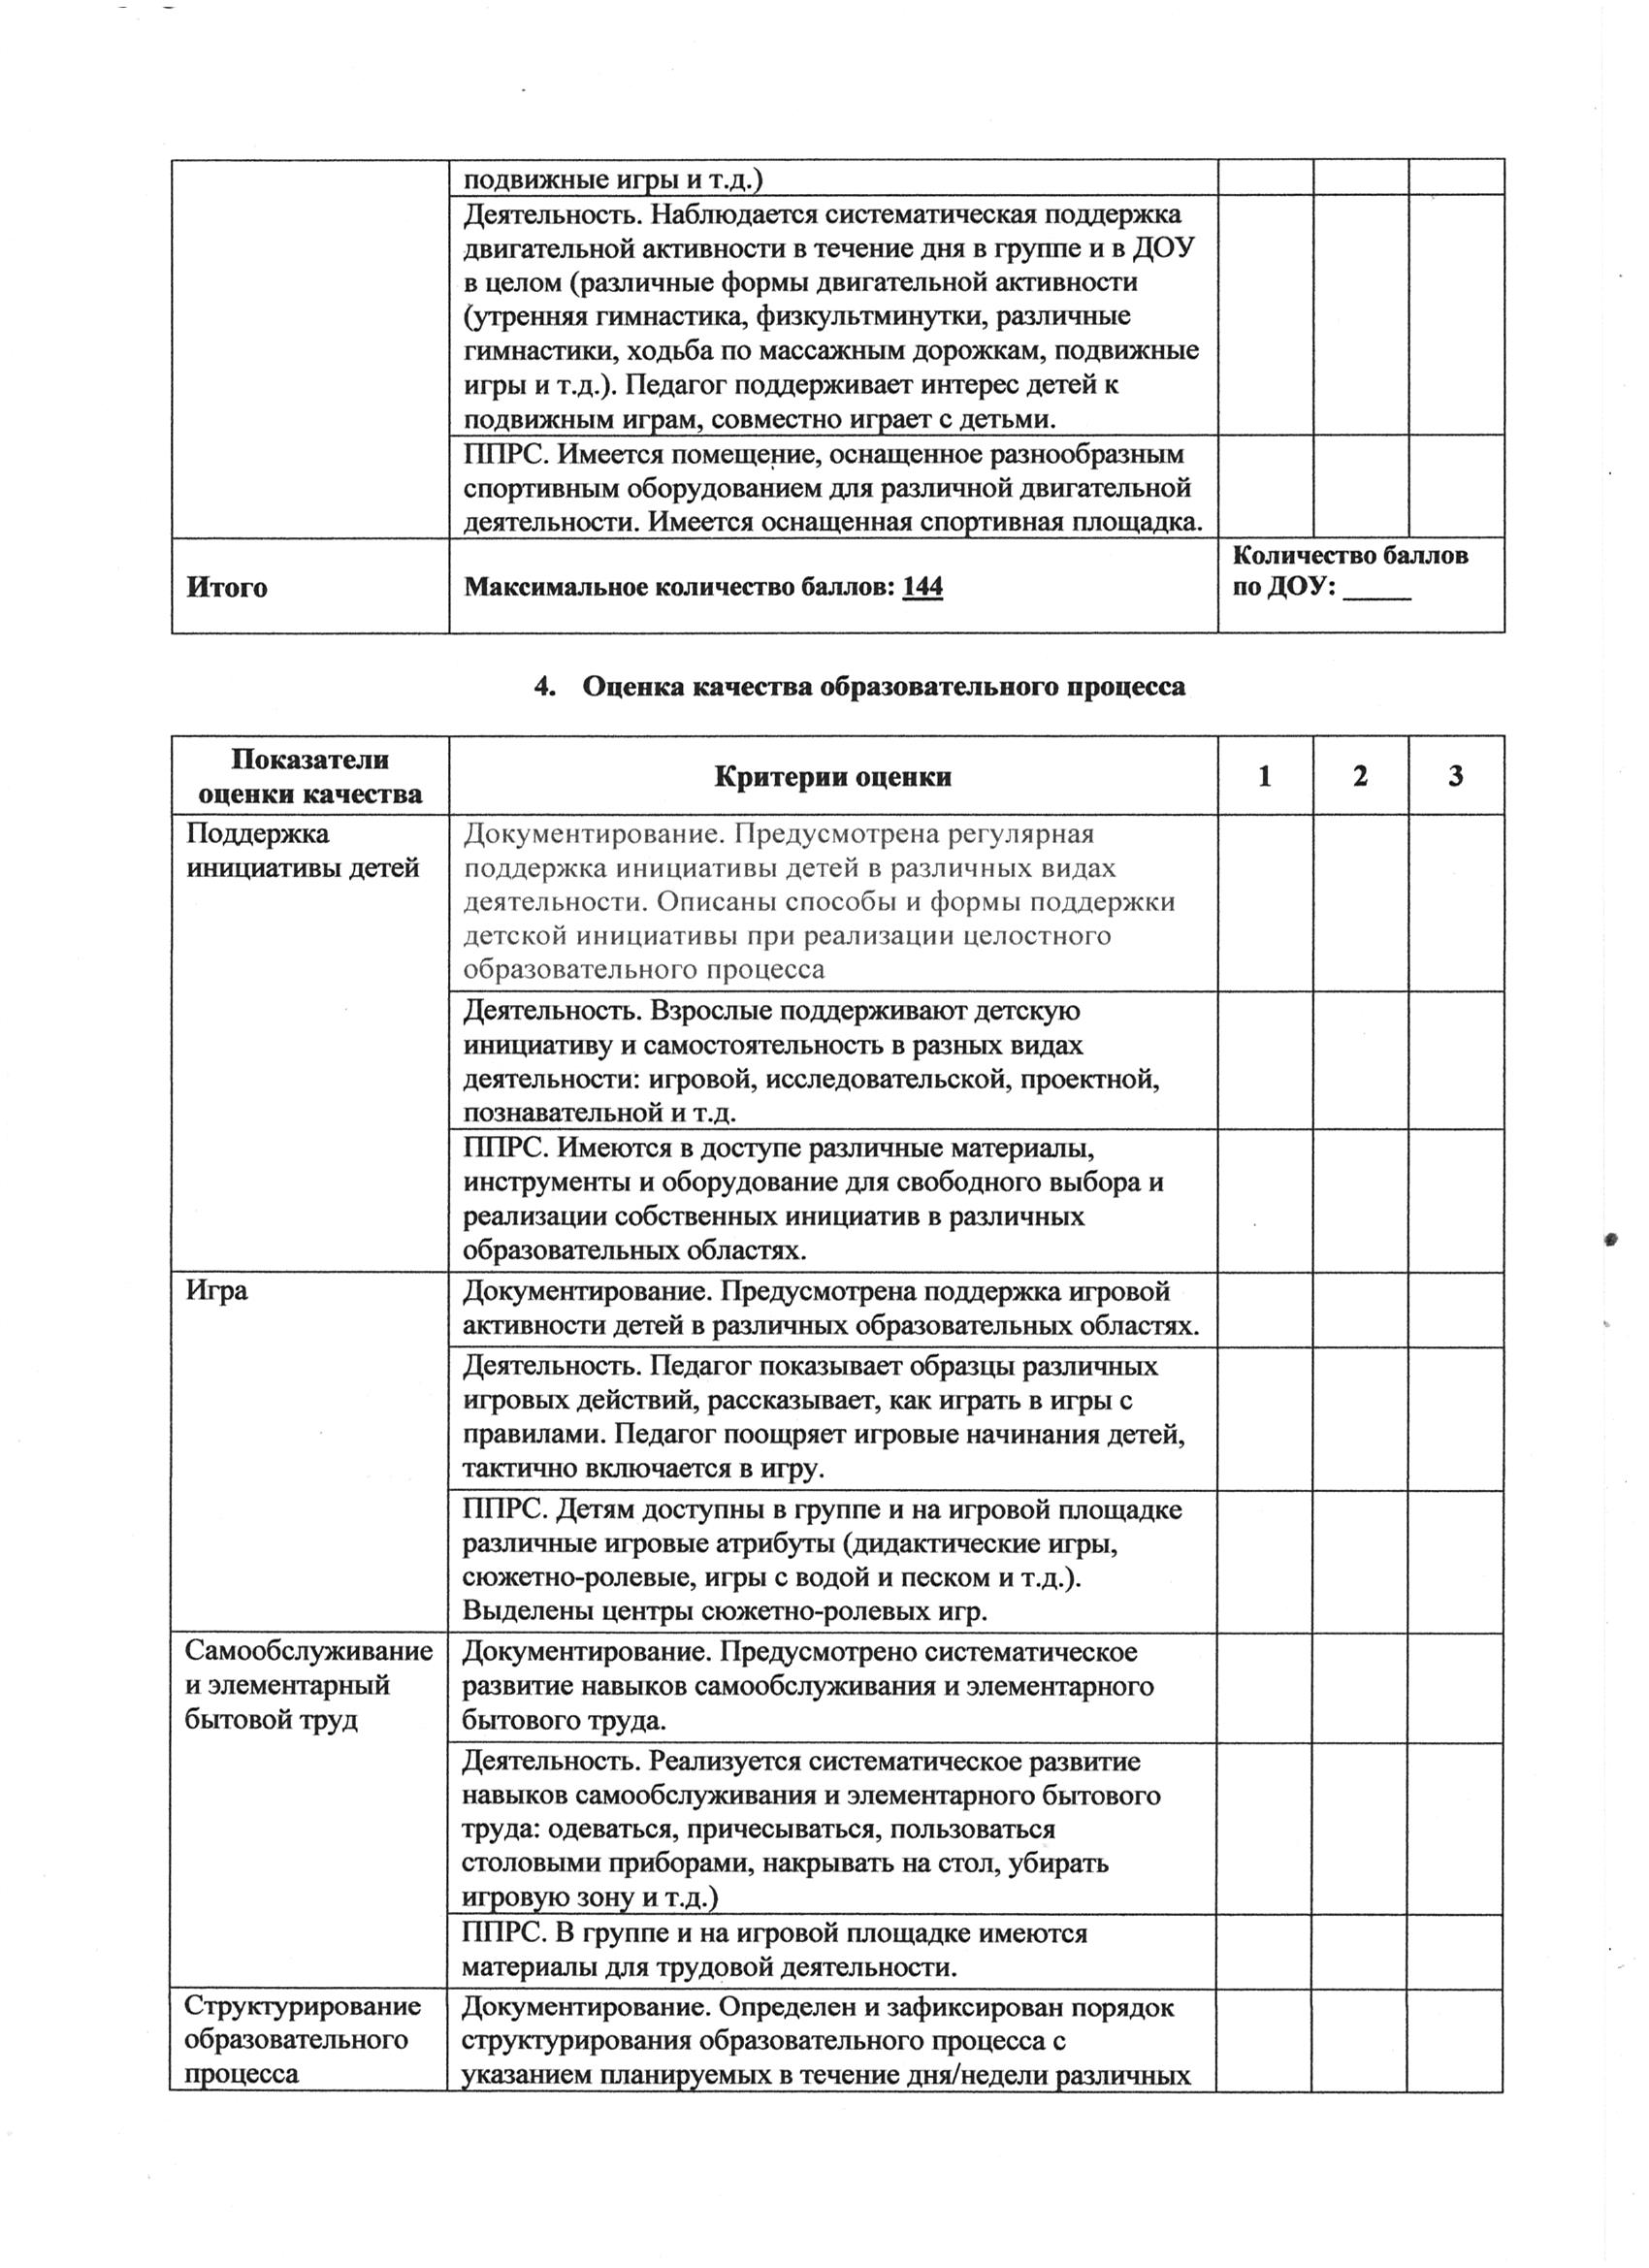 подвижные игры и т.д.)
Деятельность. Наблюдается систематическая поддержка
двигательной активности в течение дня в группе и в ДОУ
в целом (различные формы двигательной активности
(утренняя гимнастика, физкультминутки, различные
гимнастики, ходьба по массажным дорожкам, подвижные
игры и т.д.). Педагог поддерживает интерес детей к
подвижным играм, совместно играет с детьми.
ППРС. Имеется помещение, оснащенное разнообразным
спортивным оборудованием для различной двигательной
деятельности. Имеется оснащенная спортивная площадка.
Итого
Максимальное количество баллов: 144
Количество баллов
по ДОУ: _____
4. Оценка качества образовательного процесса
Показатели
оценки качества
Критерии оценки
1
2
3
Поддержка
инициативы детей
Документирование. Предусмотрена регулярная
поддержка инициативы детей в различных видах
деятельности. Описаны способы и формы поддержки
детской инициативы при реализации целостного
образовательного процесса
Деятельность. Взрослые поддерживают детскую
инициативу и самостоятельность в разных видах
деятельности: игровой, исследовательской, проектной,
познавательной и т.д.
ППРС. Имеются в доступе различные материалы,
инструменты и оборудование для свободного выбора и
реализации собственных инициатив в различных
образовательных областях.
Игра
Документирование. Предусмотрена поддержка игровой
активности детей в различных образовательных областях.
Деятельность. Педагог показывает образцы различных
игровых действий, рассказывает, как играть в игры с
правилами. Педагог поощряет игровые начинания детей,
тактично включается в игру.
ППРС. Детям доступны в группе и на игровой площадке
различные игровые атрибуты (дидактические игры,
сюжетно-ролевые, игры с водой и песком и т.д.).
Выделены центры сюжетно-ролевых игр.
Самообслуживание
и элементарный
бытовой труд
Документирование. Предусмотрено систематическое
развитие навыков самообслуживания и элементарного
бытового труда.
Деятельность. Реализуется систематическое развитие
навыков самообслуживания и элементарного бытового
труда: одеваться, причесываться, пользоваться
столовыми приборами, накрывать на стол, убирать
игровую зону и т.д.)
ППРС. В группе и на игровой площадке имеются
материалы для трудовой деятельности.
Структурирование
образовательного
процесса
Документирование. Определен и зафиксирован порядок
структурирования образовательного процесса с
указанием планируемых в течение дня/недели различных